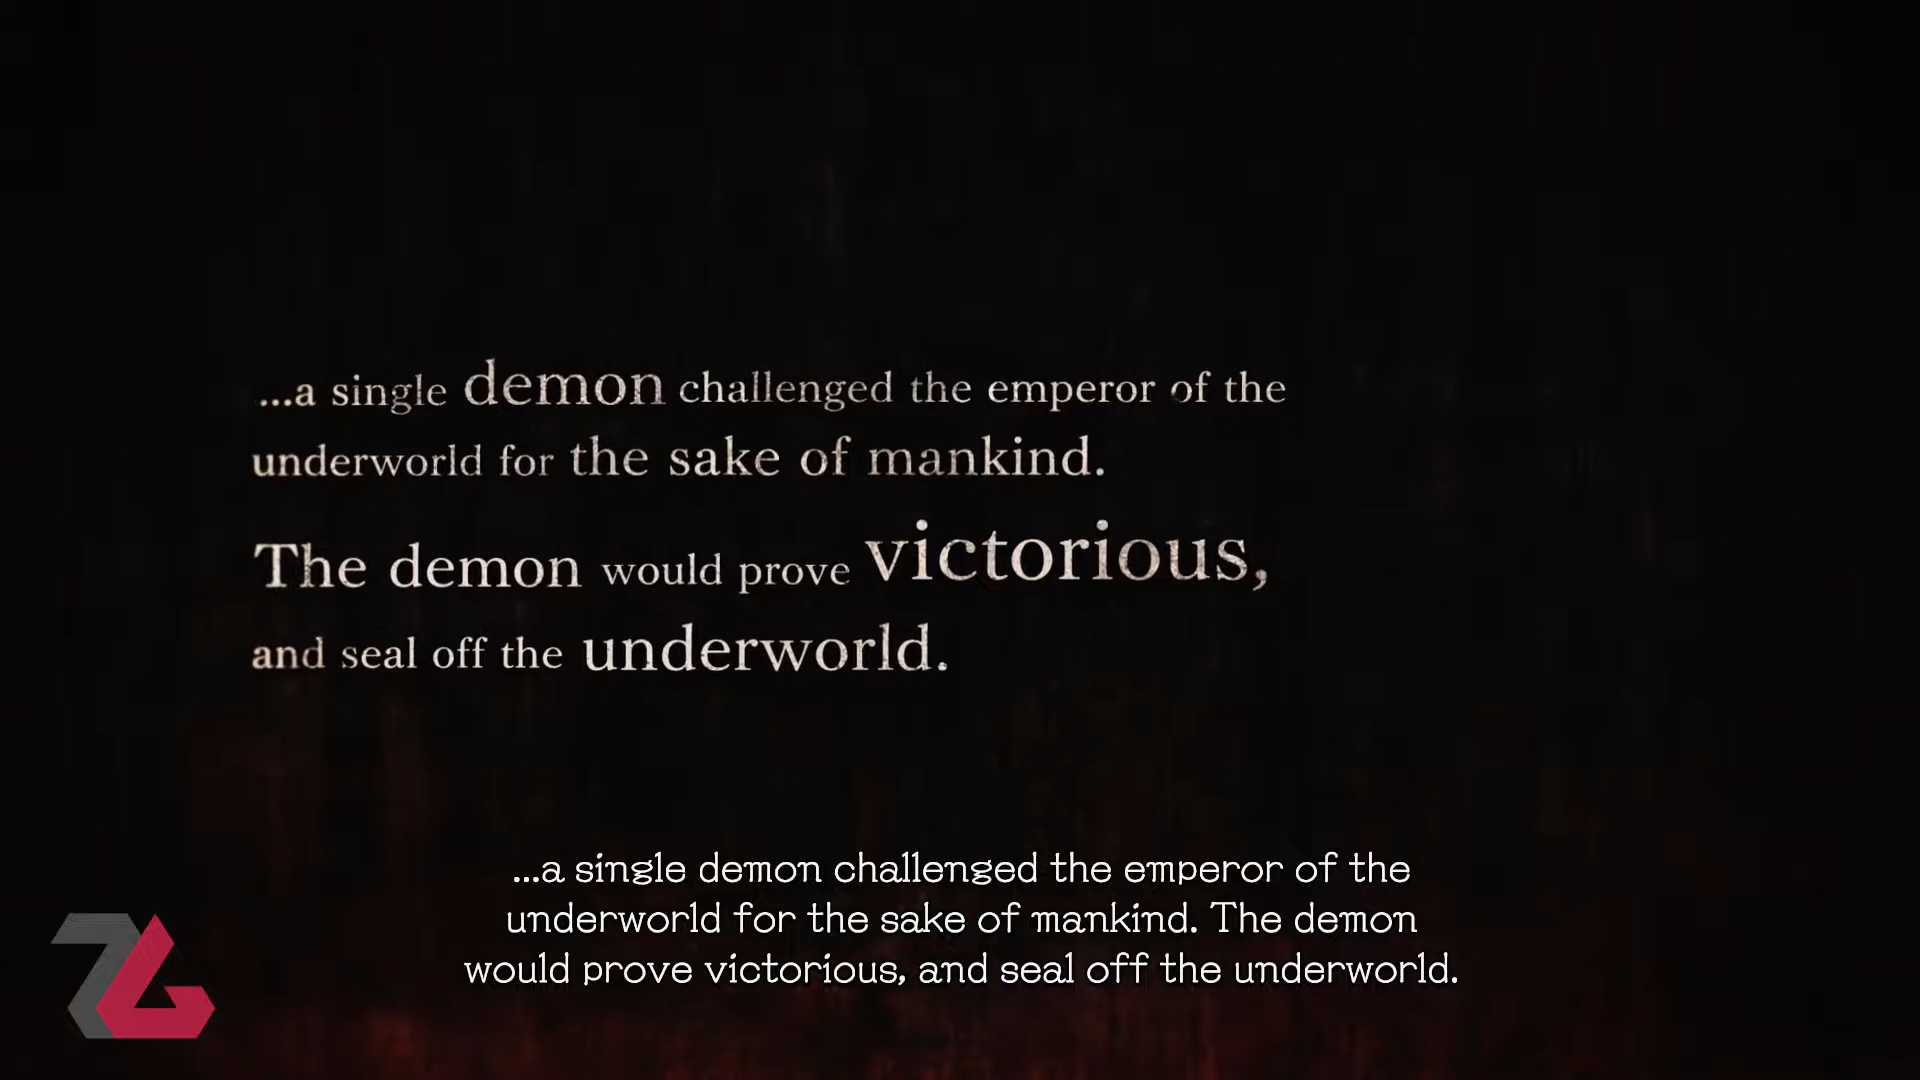 ...a single demon challenged the emperor of the
underworld for the sake of mankind.
The demon would prove victorious,
and seal off the underworld.
...a single demon challenged the emperor of the
underworld for the sake of mankind. The demon
would prove victorious, and seal off the underworld.